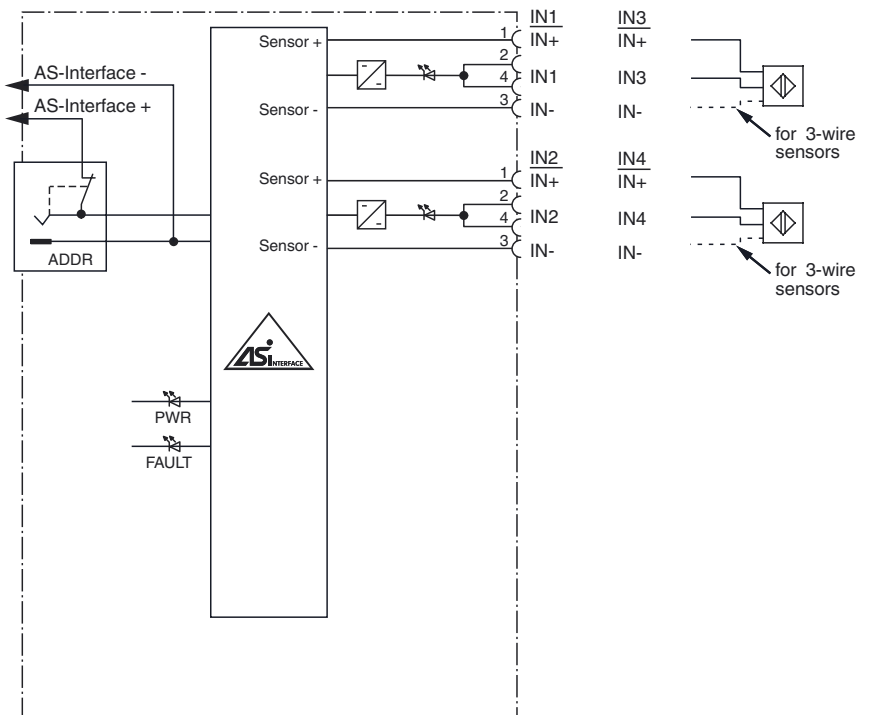 IN1
IN3
Sensor +
1
IN+
IN+
2
AS-Interface -
4
IN1
IN3
AS-Interface +
Sensor -
3
IN-
IN-
for 3-wire
sensors
IN2
IN4
Sensor +
1
IN+
IN+
2
4
IN2
IN4
Sensor -
3
IN-
IN-
ADDR
for 3-wire
sensors
ASi INTERFACE
PWR
FAULT